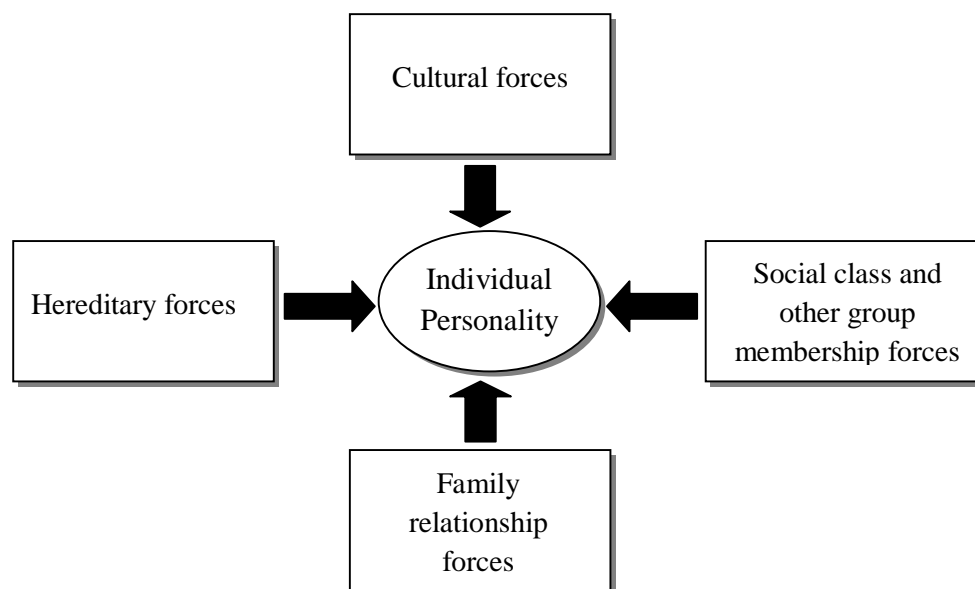 Cultural forces
Hereditary forces
Individual
Personality
Social class and
other group
membership forces
Family
relationship
forces